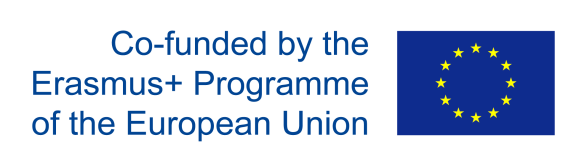 Co-funded by the
Erasmus+ Programme
of the European Union